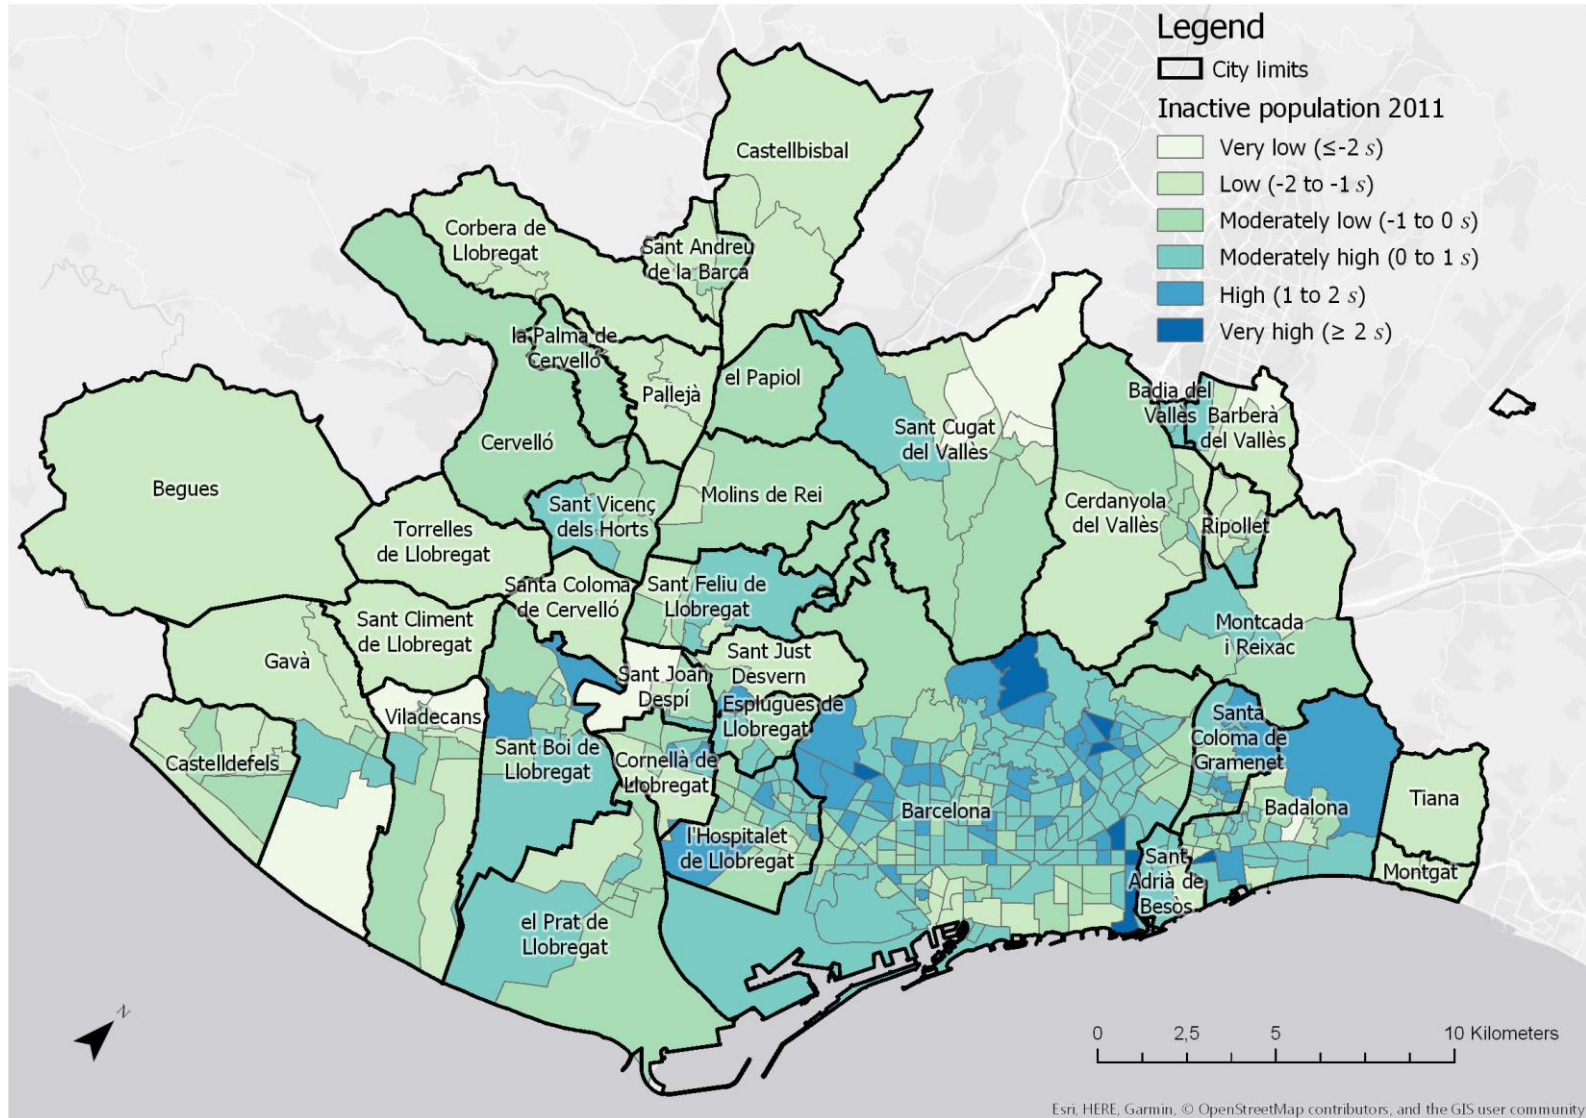 Legend
City limits
Inactive population 2011
Very low (≤-2 s)
Low (-2 to -1 s)
Moderately low (-1 to 0 s)
Moderately high (0 to 1 s)
High (1 to 2 s)
Very high (≥ 2 s)
Castellbisbal
Corbera de
Llobregat
Sant Andreu
de la Barca
la Palma de
Cervelló
Pallejà
el Papiol
Cervelló
Sant Cugat
del Vallès
Badia del
Vallès
Barberà
del Vallès
Begues
Torrelles
de Llobregat
Sant Vicenç
dels Horts
Molins de Rei
Cerdanyola
del Vallès
Ripollet
Santa Coloma
de Cervelló
Sant Feliu de
Llobregat
Sant Climent
de Llobregat
Gavà
Montcada
i Reixac
Sant Just
Desvern
Sant Joan
Despí
Esplugues de
Llobregat
Viladecans
Castelldefels
Sant Boi de
Llobregat
Cornellà de
Llobregat
Santa
Coloma de
Gramenet
Barcelona
Badalona
Tiana
l'Hospitalet
de Llobregat
Sant
Adrià de
Besòs
Montgat
el Prat de
Llobregat
N
0 2,5 5 10 Kilometers
Esri, HERE, Garmin, © OpenStreetMap contributors, and the GIS user community